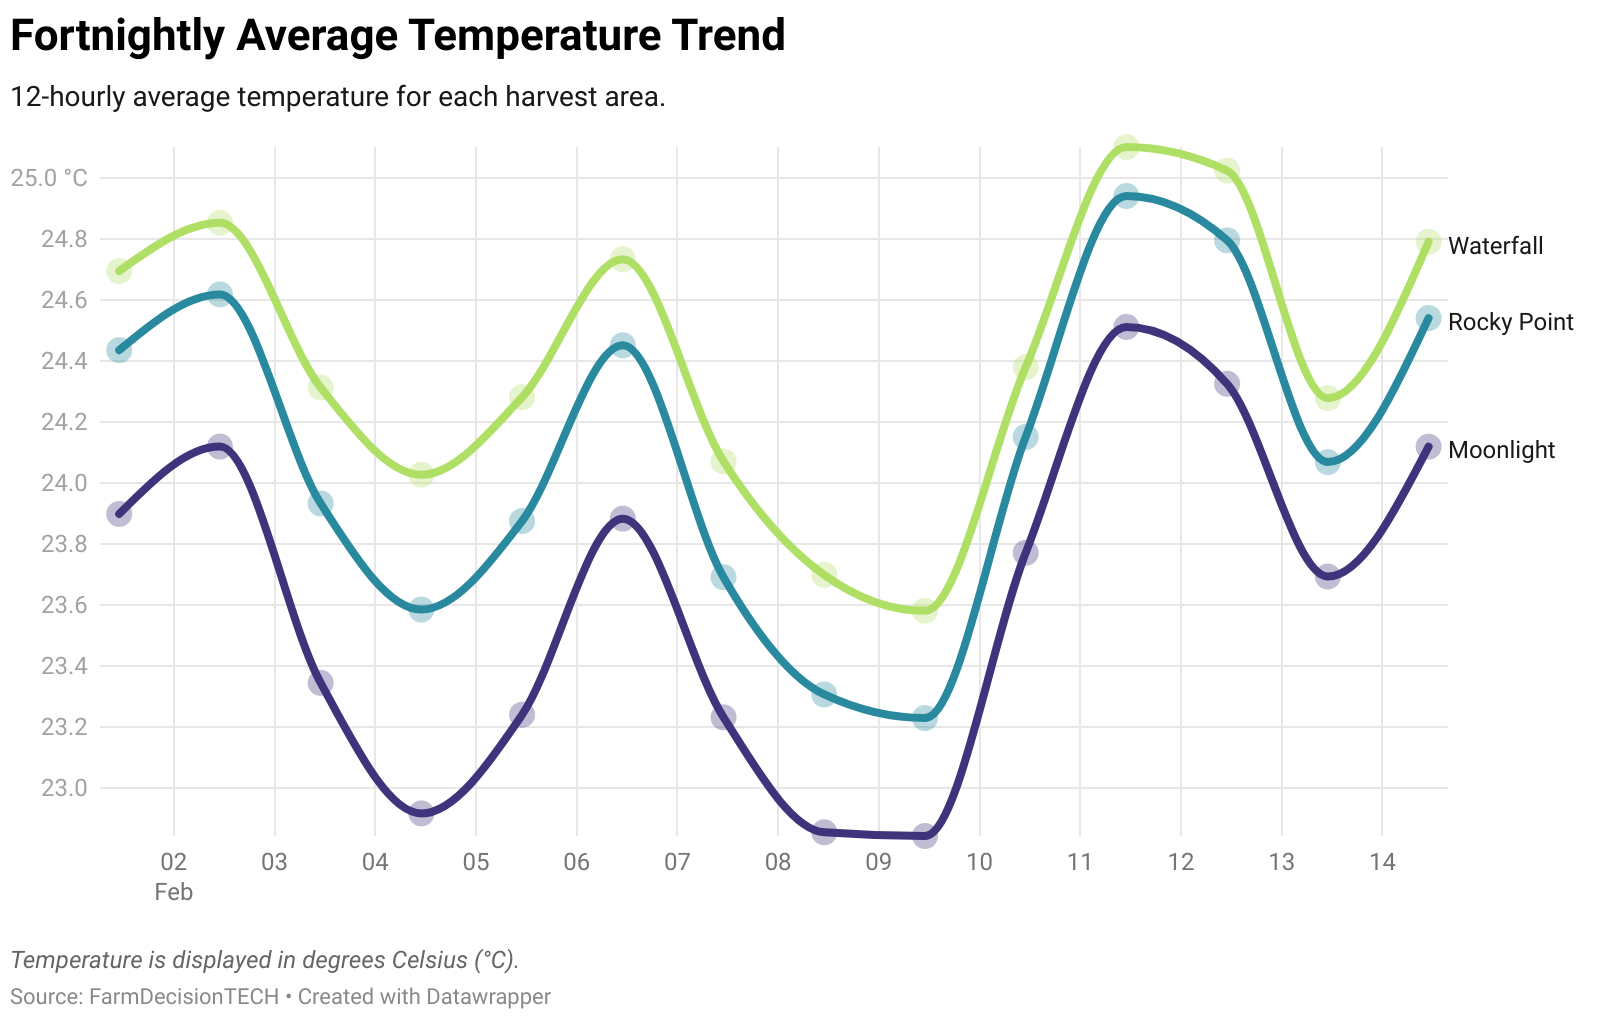 Fortnightly Average Temperature Trend
12-hourly average temperature for each harvest area.
25.0 °C
24.8
24.6
24.4
24.2
24.0
23.8
23.6
23.4
23.2
23.0
Waterfall
Rocky Point
Moonlight
02 03 04 05 06 07 08 09 10 11 12 13 14
Feb
Temperature is displayed in degrees Celsius (°C).
Source: FarmDecisionTECH • Created with Datawrapper